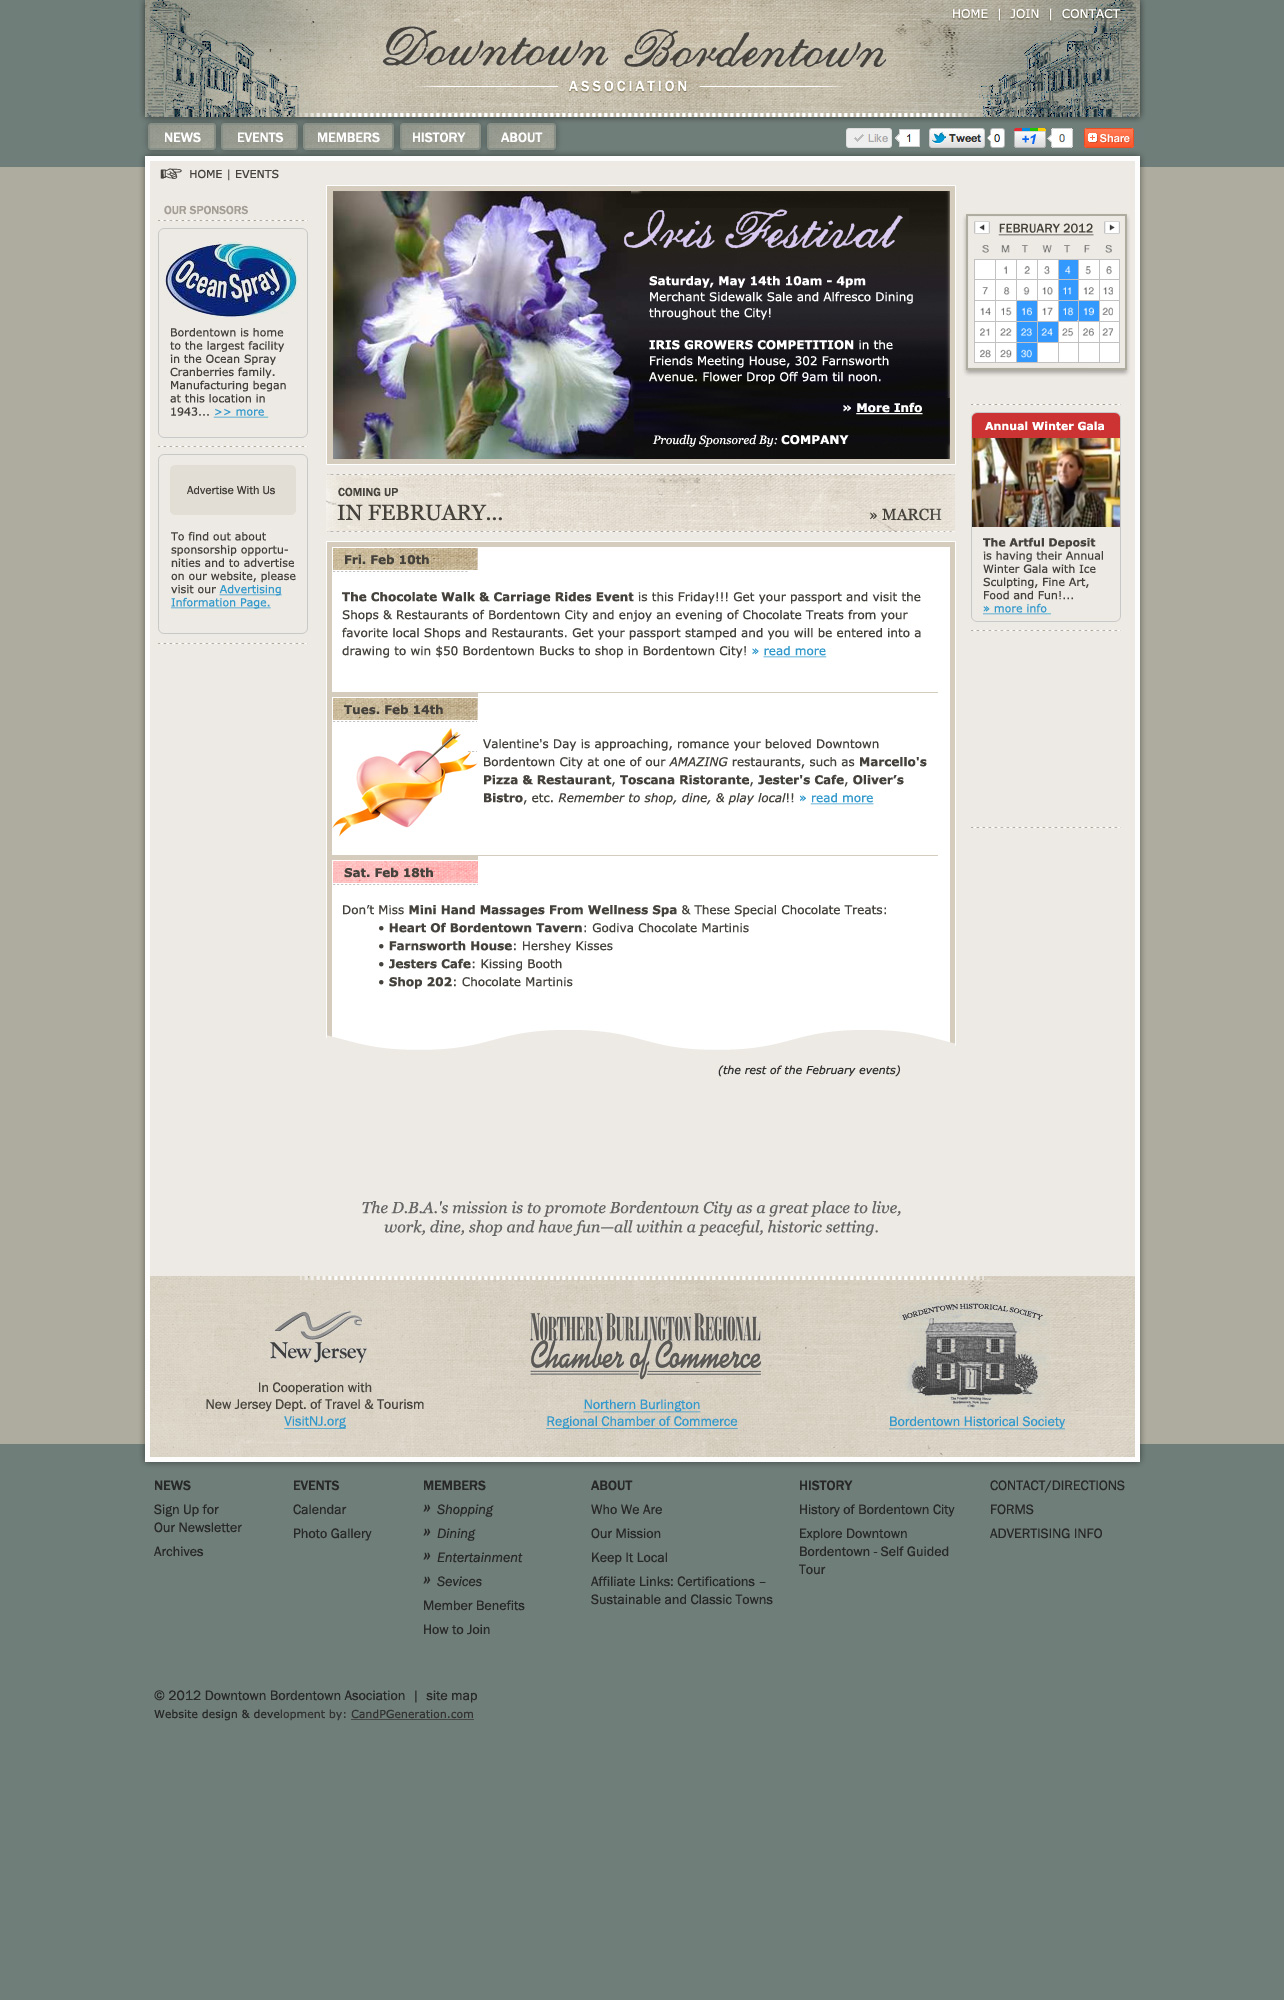 HOME | JOIN | CONTACT
Downtown Bordentown
ASSOCIATION
NEWS
EVENTS
MEMBERS
HISTORY
ABOUT
Like 1
Tweet 0
+1 0
Share
HOME | EVENTS
OUR SPONSORS
Ocean Spray
Bordentown is home
to the largest facility
in the Ocean Spray
Cranberries family.
Manufacturing began
at this location in
1943... >> more
Advertise With Us
To find out about
sponsorship opportu-
nities and to advertise
on our website, please
visit our Advertising
Information Page.
Iris Festival
Saturday, May 14th 10am - 4pm
Merchant Sidewalk Sale and Alfresco Dining
throughout the City!
IRIS GROWERS COMPETITION in the
Friends Meeting House, 302 Farnsworth
Avenue. Flower Drop Off 9am til noon.
» More Info
Proudly Sponsored By: COMPANY
COMING UP
IN FEBRUARY...
» MARCH
Fri. Feb 10th
The Chocolate Walk & Carriage Rides Event is this Friday!!! Get your passport and visit the
Shops & Restaurants of Bordentown City and enjoy an evening of Chocolate Treats from your
favorite local Shops and Restaurants. Get your passport stamped and you will be entered into a
drawing to win $50 Bordentown Bucks to shop in Bordentown City! » read more
Tues. Feb 14th
Valentine's Day is approaching, romance your beloved Downtown
Bordentown City at one of our AMAZING restaurants, such as Marcello's
Pizza & Restaurant, Toscana Ristorante, Jester's Cafe, Oliver’s
Bistro, etc. Remember to shop, dine, & play local!! » read more
Sat. Feb 18th
Don’t Miss Mini Hand Massages From Wellness Spa & These Special Chocolate Treats:
• Heart Of Bordentown Tavern: Godiva Chocolate Martinis
• Farnsworth House: Hershey Kisses
• Jesters Cafe: Kissing Booth
• Shop 202: Chocolate Martinis
(the rest of the February events)
FEBRUARY 2012
S M T W T F S
1 2 3 4 5 6
7 8 9 10 11 12 13
14 15 16 17 18 19 20
21 22 23 24 25 26 27
28 29 30
Annual Winter Gala
The Artful Deposit
is having their Annual
Winter Gala with Ice
Sculpting, Fine Art,
Food and Fun!...
» more info
The D.B.A.'s mission is to promote Bordentown City as a great place to live,
work, dine, shop and have fun—all within a peaceful, historic setting.
New Jersey
In Cooperation with
New Jersey Dept. of Travel & Tourism
VisitNJ.org
NORTHERN BURLINGTON REGIONAL
Chamber of Commerce
Northern Burlington
Regional Chamber of Commerce
BORDENTOWN HISTORICAL SOCIETY
Bordentown Historical Society
NEWS
Sign Up for
Our Newsletter
Archives
EVENTS
Calendar
Photo Gallery
MEMBERS
» Shopping
» Dining
» Entertainment
» Sevices
Member Benefits
How to Join
ABOUT
Who We Are
Our Mission
Keep It Local
Affiliate Links: Certifications –
Sustainable and Classic Towns
HISTORY
History of Bordentown City
Explore Downtown
Bordentown - Self Guided
Tour
CONTACT/DIRECTIONS
FORMS
ADVERTISING INFO
© 2012 Downtown Bordentown Asociation | site map
Website design & development by: CandPGeneration.com